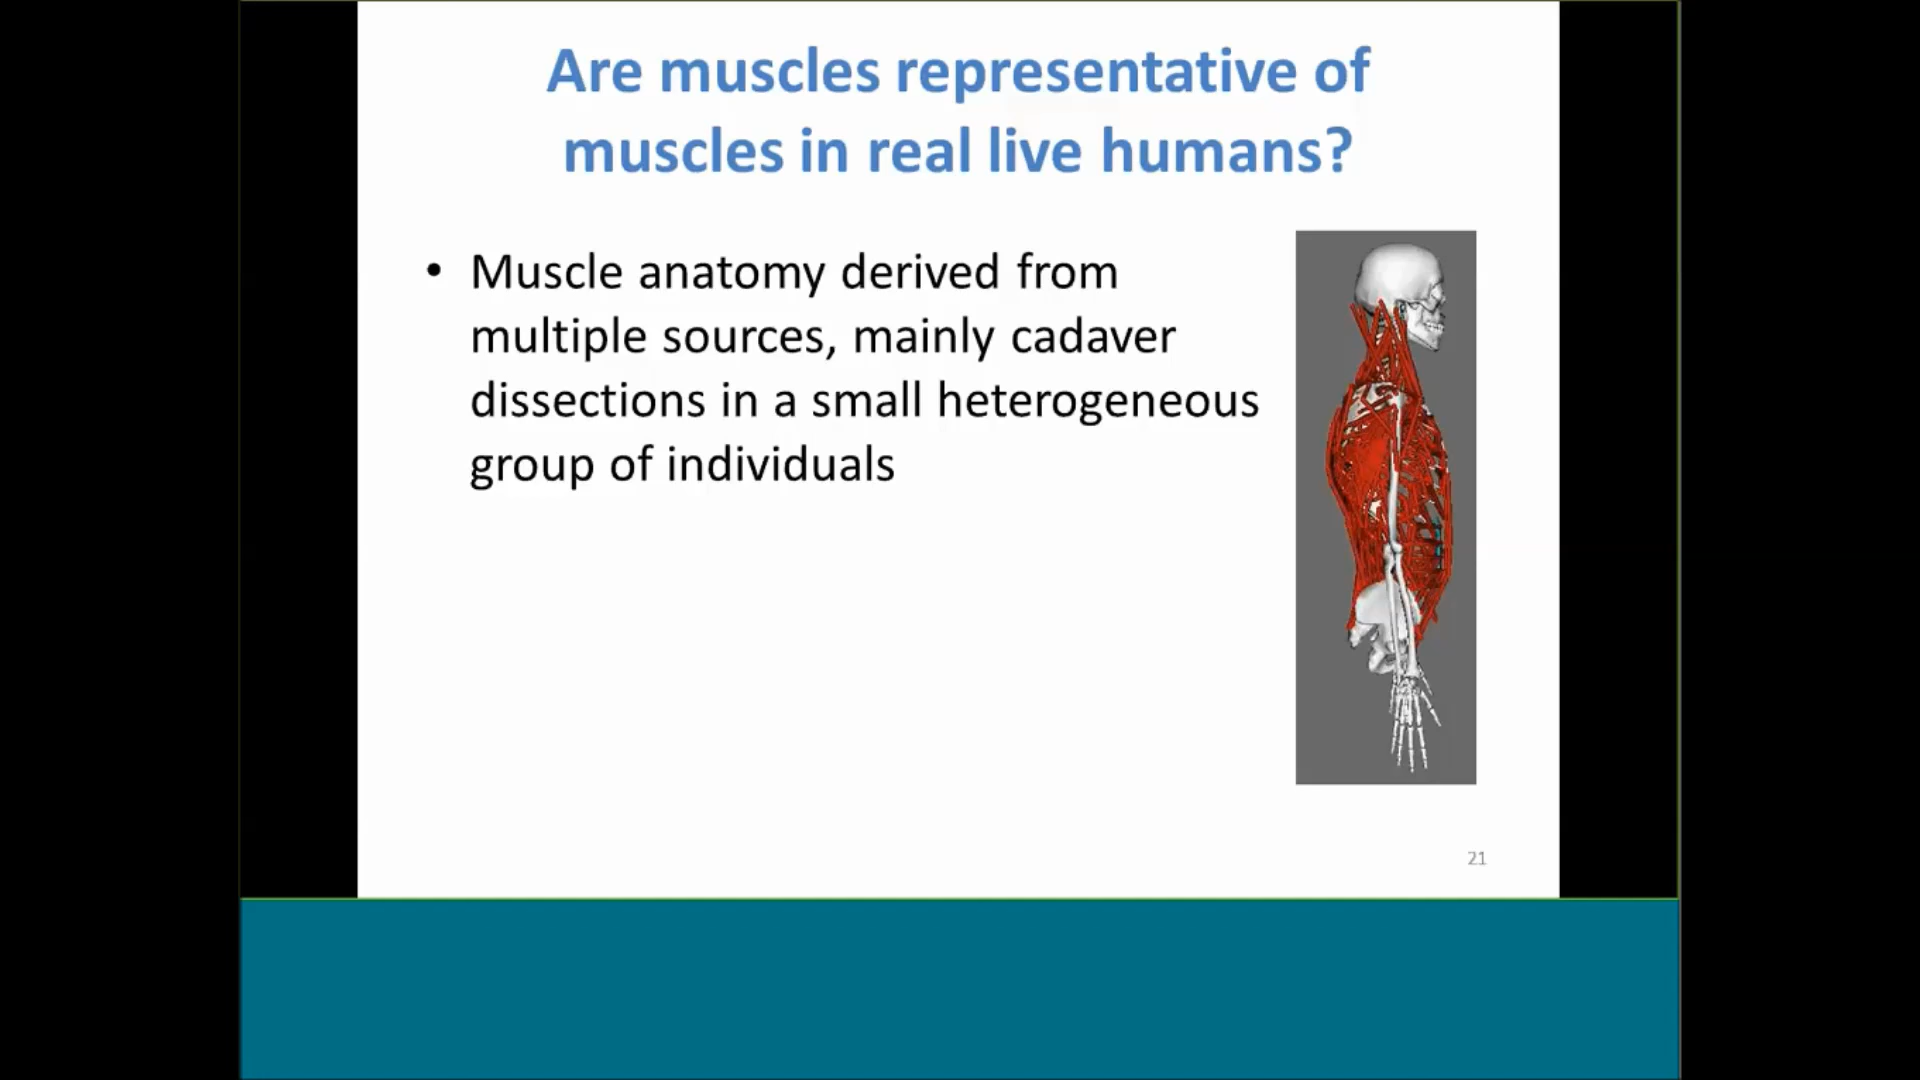 Are muscles representative of
muscles in real live humans?
• Muscle anatomy derived from
multiple sources, mainly cadaver
dissections in a small heterogeneous
group of individuals
21